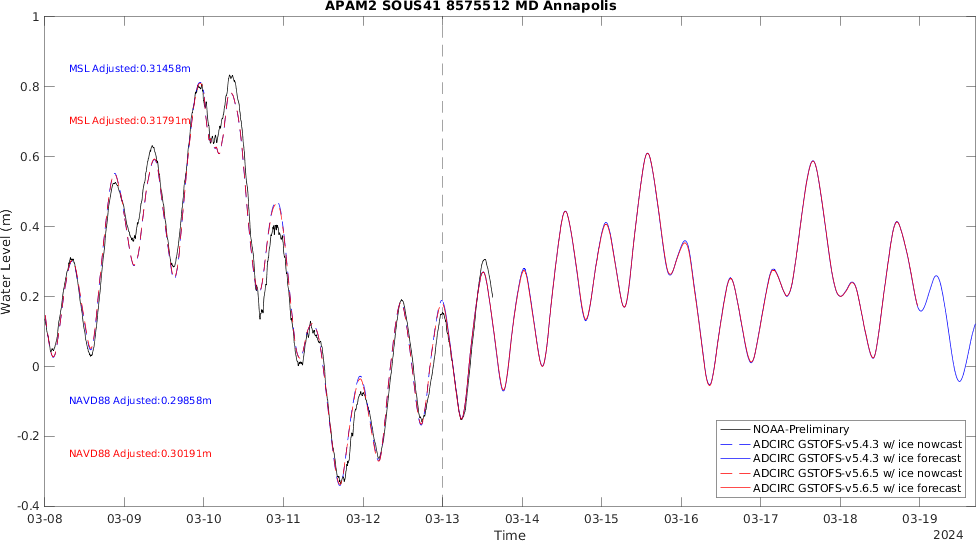 APAM2 SOUS41 8575512 MD Annapolis
1
0.8
0.6
0.4
0.2
0
-0.2
-0.4
Water Level (m)
MSL Adjusted:0.31458m
MSL Adjusted:0.31791m
NAVD88 Adjusted:0.29858m
NAVD88 Adjusted:0.30191m
NOAA-Preliminary
ADCIRC GSTOFS-v5.4.3 w/ ice nowcast
ADCIRC GSTOFS-v5.4.3 w/ ice forecast
ADCIRC GSTOFS-v5.6.5 w/ ice nowcast
ADCIRC GSTOFS-v5.6.5 w/ ice forecast
03-08 03-09 03-10 03-11 03-12 03-13 03-14 03-15 03-16 03-17 03-18 03-19
Time
2024